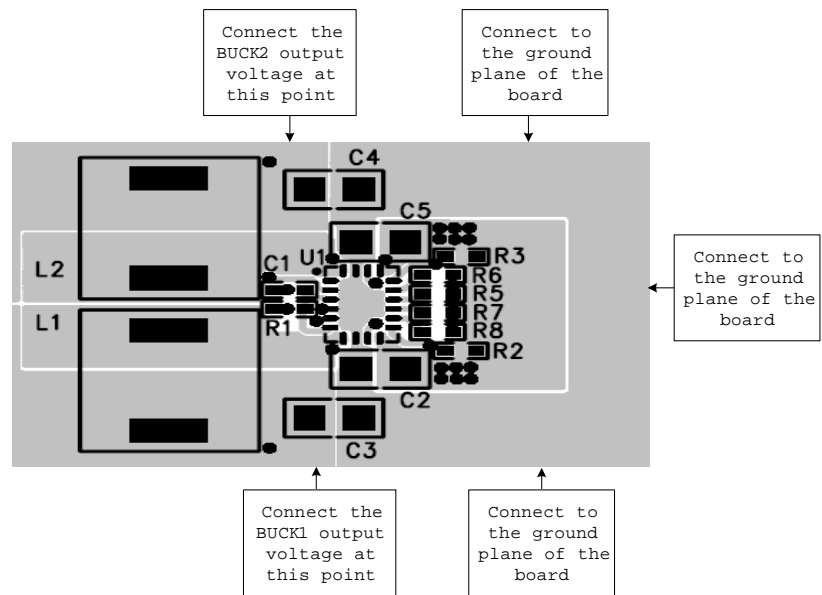 Connect the
BUCK2 output
voltage at
this point
Connect to
the ground
plane of the
board
C4
C5
U1
R3
C1
R6
L2
R5
Connect to
the ground
plane of the
board
L1
R7
R1
R8
R2
C2
C3
Connect the
BUCK1 output
voltage at
this point
Connect to
the ground
plane of the
board